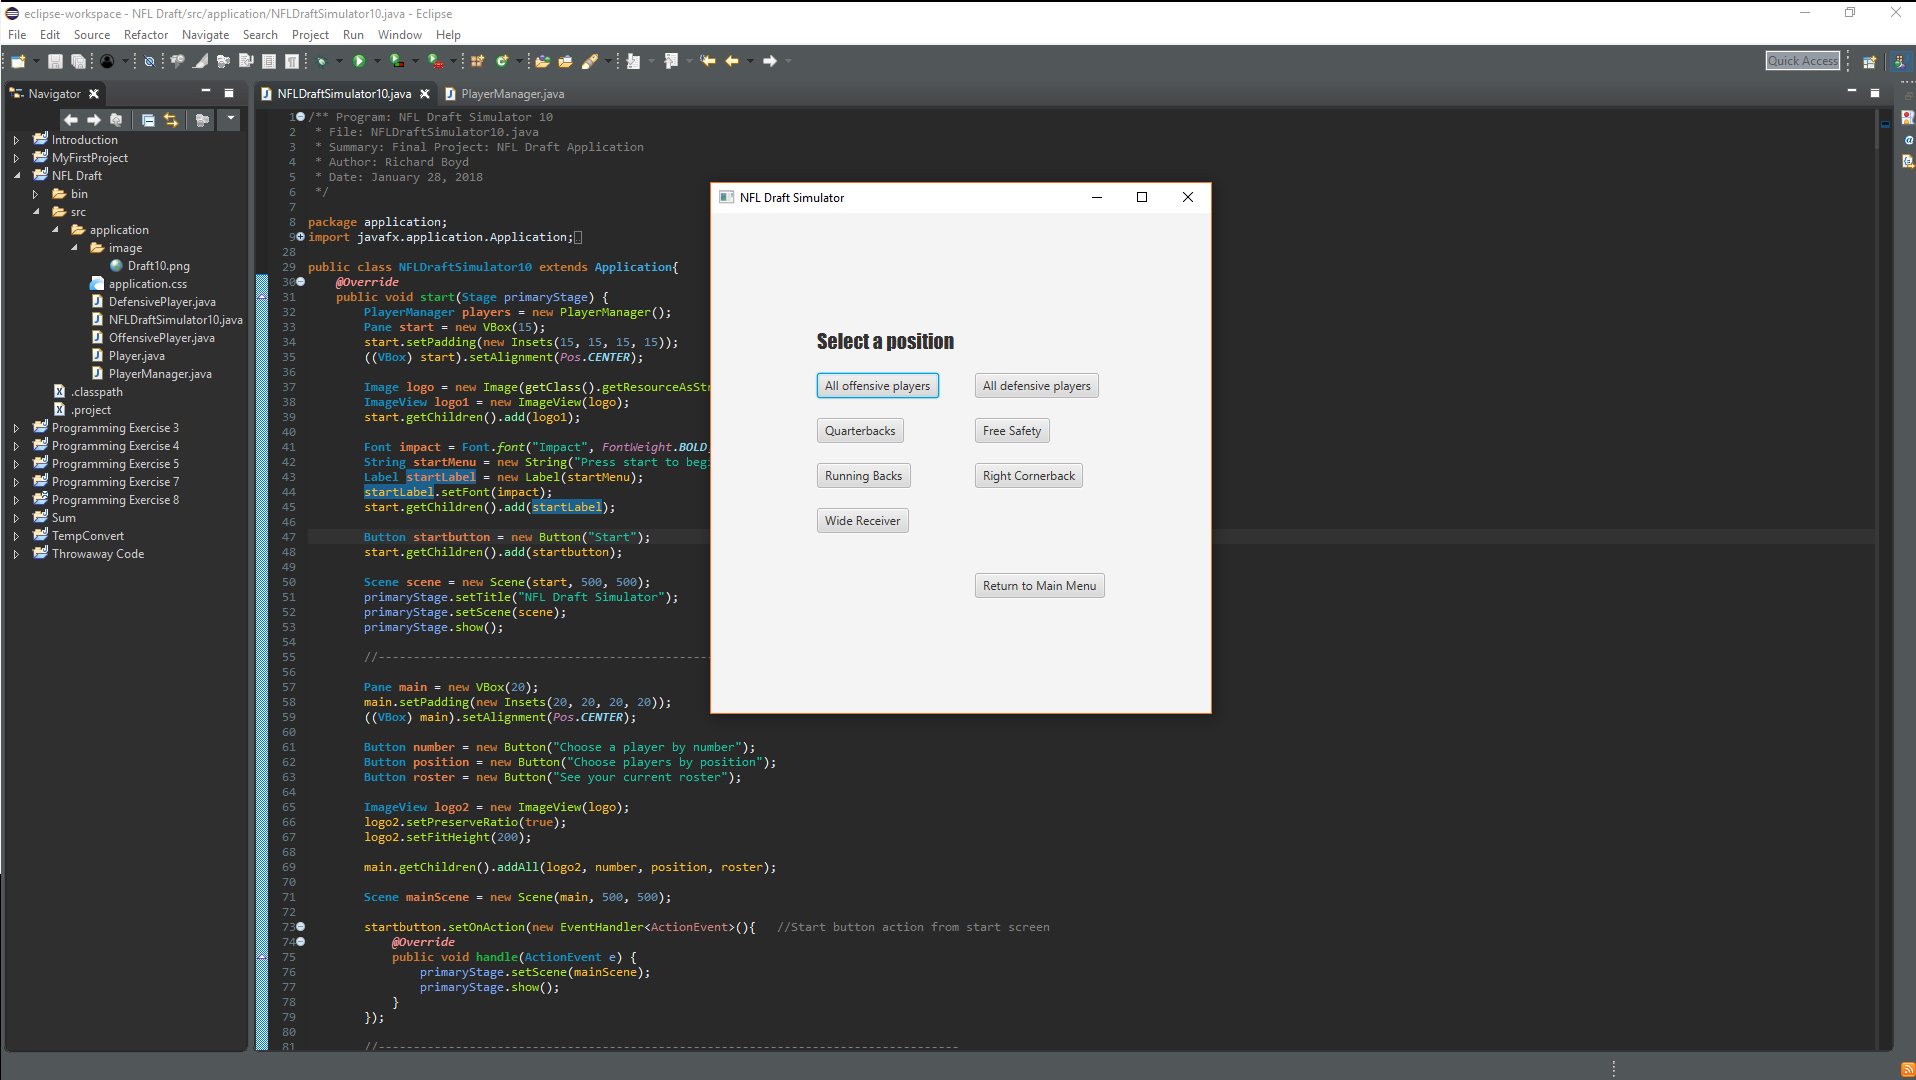 eclipse-workspace - NFL Draft/src/application/NFLDraftSimulator10.java - Eclipse
File Edit Source Refactor Navigate Search Project Run Window Help
Quick Access
Navigator
Introduction
MyFirstProject
NFL Draft
bin
src
application
image
Draft10.png
application.css
DefensivePlayer.java
NFLDraftSimulator10.java
OffensivePlayer.java
Player.java
PlayerManager.java
.classpath
.project
Programming Exercise 3
Programming Exercise 4
Programming Exercise 5
Programming Exercise 7
Programming Exercise 8
Sum
TempConvert
Throwaway Code
NFLDraftSimulator10.java PlayerManager.java
1 /** Program: NFL Draft Simulator 10
2 * File: NFLDraftSimulator10.java
3 * Summary: Final Project: NFL Draft Application
4 * Author: Richard Boyd
5 * Date: January 28, 2018
6 */
7
8 package application;
9 import javafx.application.Application;
28
29 public class NFLDraftSimulator10 extends Application{
30 @Override
31 public void start(Stage primaryStage) {
32 PlayerManager players = new PlayerManager();
33 Pane start = new VBox(15);
34 start.setPadding(new Insets(15, 15, 15, 15));
35 ((VBox) start).setAlignment(Pos.CENTER);
36
37 Image logo = new Image(getClass().getResourceAsStr
38 ImageView logo1 = new ImageView(logo);
39 start.getChildren().add(logo1);
40
41 Font impact = Font.font("Impact", FontWeight.BOLD,
42 String startMenu = new String("Press start to beg
43 Label startLabel = new Label(startMenu);
44 startLabel.setFont(impact);
45 start.getChildren().add(startLabel);
46
47 Button startbutton = new Button("Start");
48 start.getChildren().add(startbutton);
49
50 Scene scene = new Scene(start, 500, 500);
51 primaryStage.setTitle("NFL Draft Simulator");
52 primaryStage.setScene(scene);
53 primaryStage.show();
54
55 //------------------------------------------------
56
57 Pane main = new VBox(20);
58 main.setPadding(new Insets(20, 20, 20, 20));
59 ((VBox) main).setAlignment(Pos.CENTER);
60
61 Button number = new Button("Choose a player by number");
62 Button position = new Button("Choose players by position");
63 Button roster = new Button("See your current roster");
64
65 ImageView logo2 = new ImageView(logo);
66 logo2.setPreserveRatio(true);
67 logo2.setFitHeight(200);
68
69 main.getChildren().addAll(logo2, number, position, roster);
70
71 Scene mainScene = new Scene(main, 500, 500);
72
73 startbutton.setOnAction(new EventHandler<ActionEvent>(){ //Start button action from start screen
74 @Override
75 public void handle(ActionEvent e) {
76 primaryStage.setScene(mainScene);
77 primaryStage.show();
78 }
79 });
80
81 //-----------------------------------------------------------------------------------
NFL Draft Simulator
Select a position
All offensive players All defensive players
Quarterbacks Free Safety
Running Backs Right Cornerback
Wide Receiver
Return to Main Menu